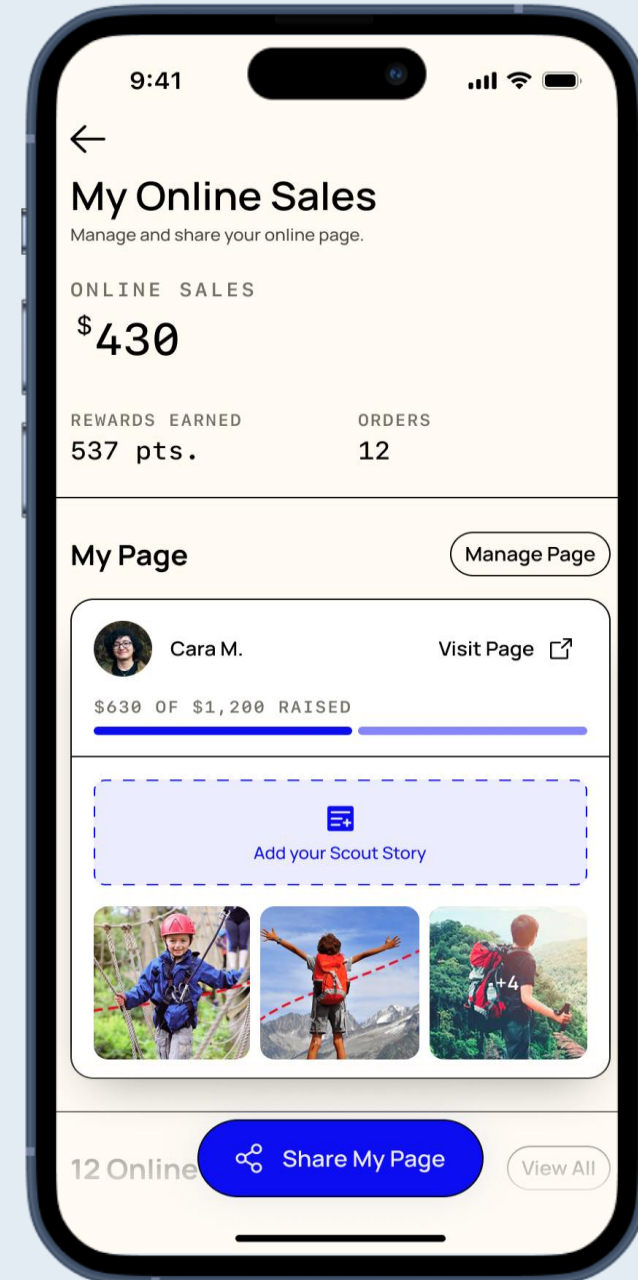 9:41
My Online Sales
Manage and share your online page.
ONLINE SALES
$430
REWARDS EARNED
537 pts.
ORDERS
12
My Page
Manage Page
Cara M.
Visit Page
$630 OF $1,200 RAISED
Add your Scout Story
+4
12 Online
Share My Page
View All